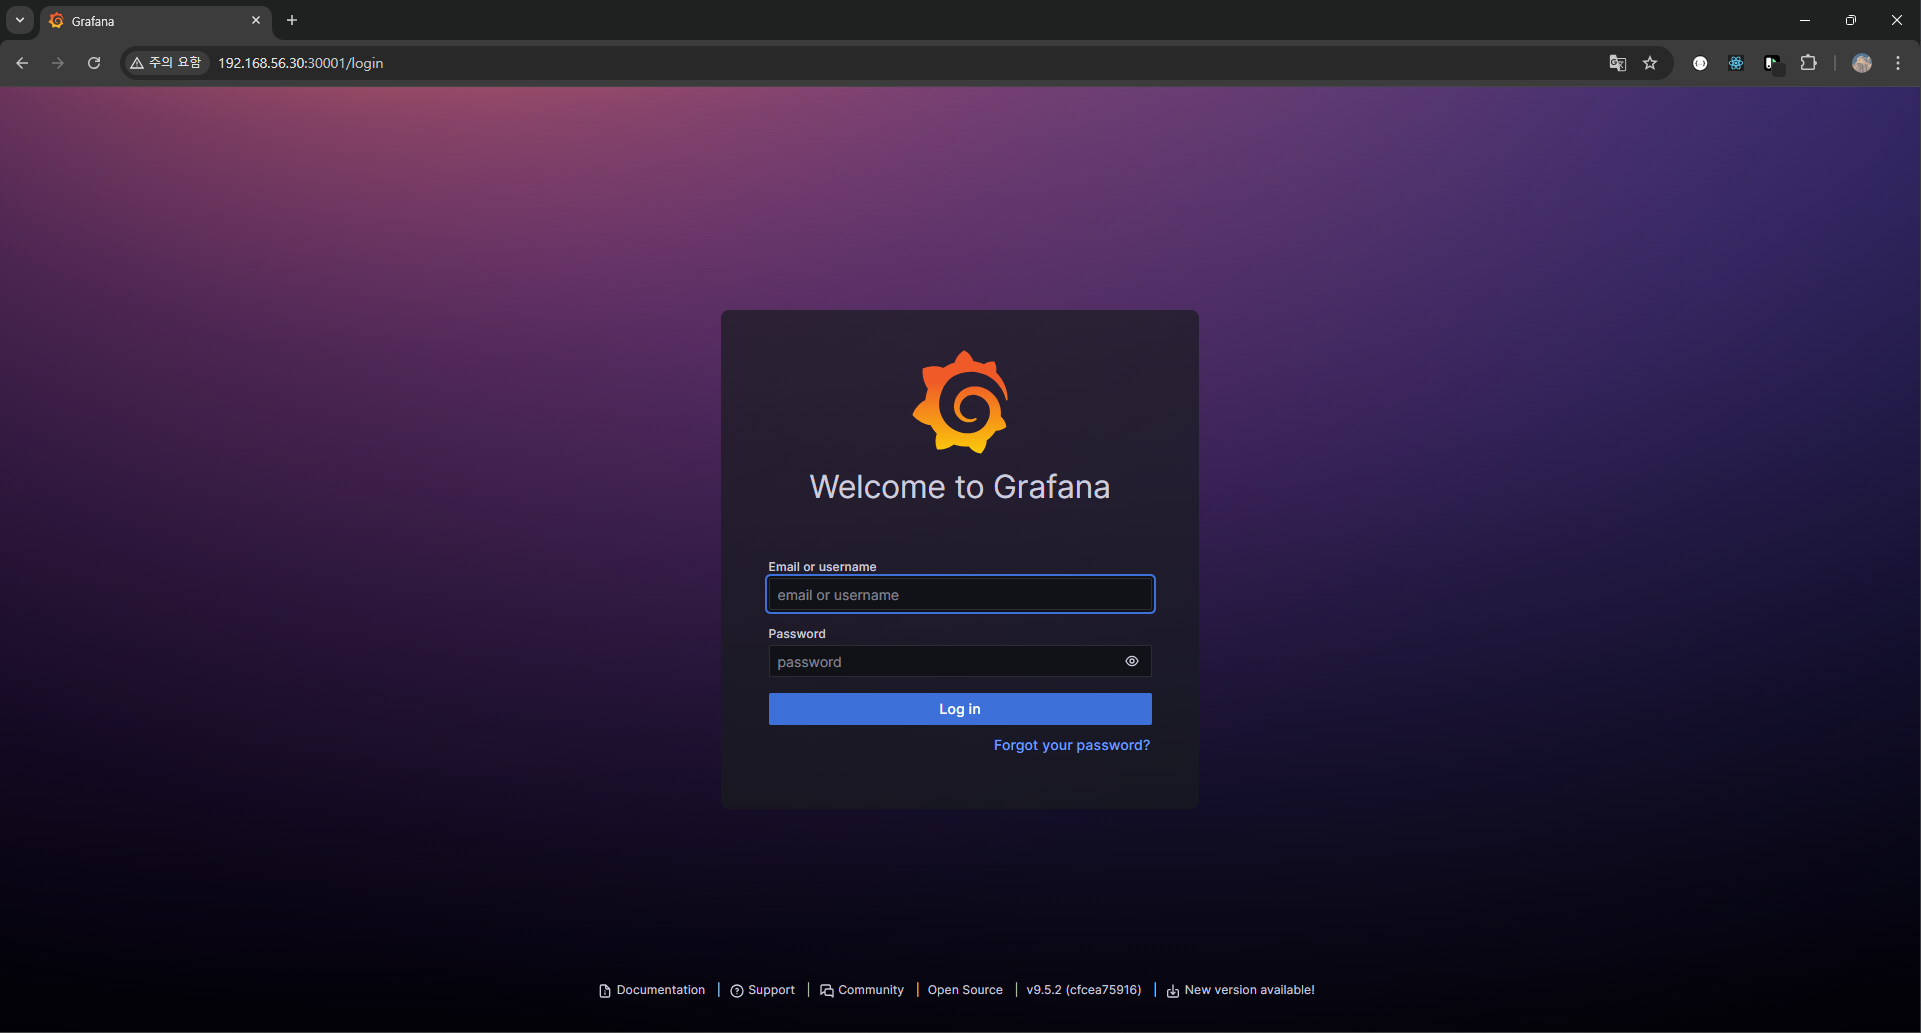 Grafana
주의 요함
192.168.56.30:30001/login
Welcome to Grafana
Email or username
email or username
Password
password
Log in
Forgot your password?
Documentation | Support | Community | Open Source | v9.5.2 (cfcea75916) | New version available!